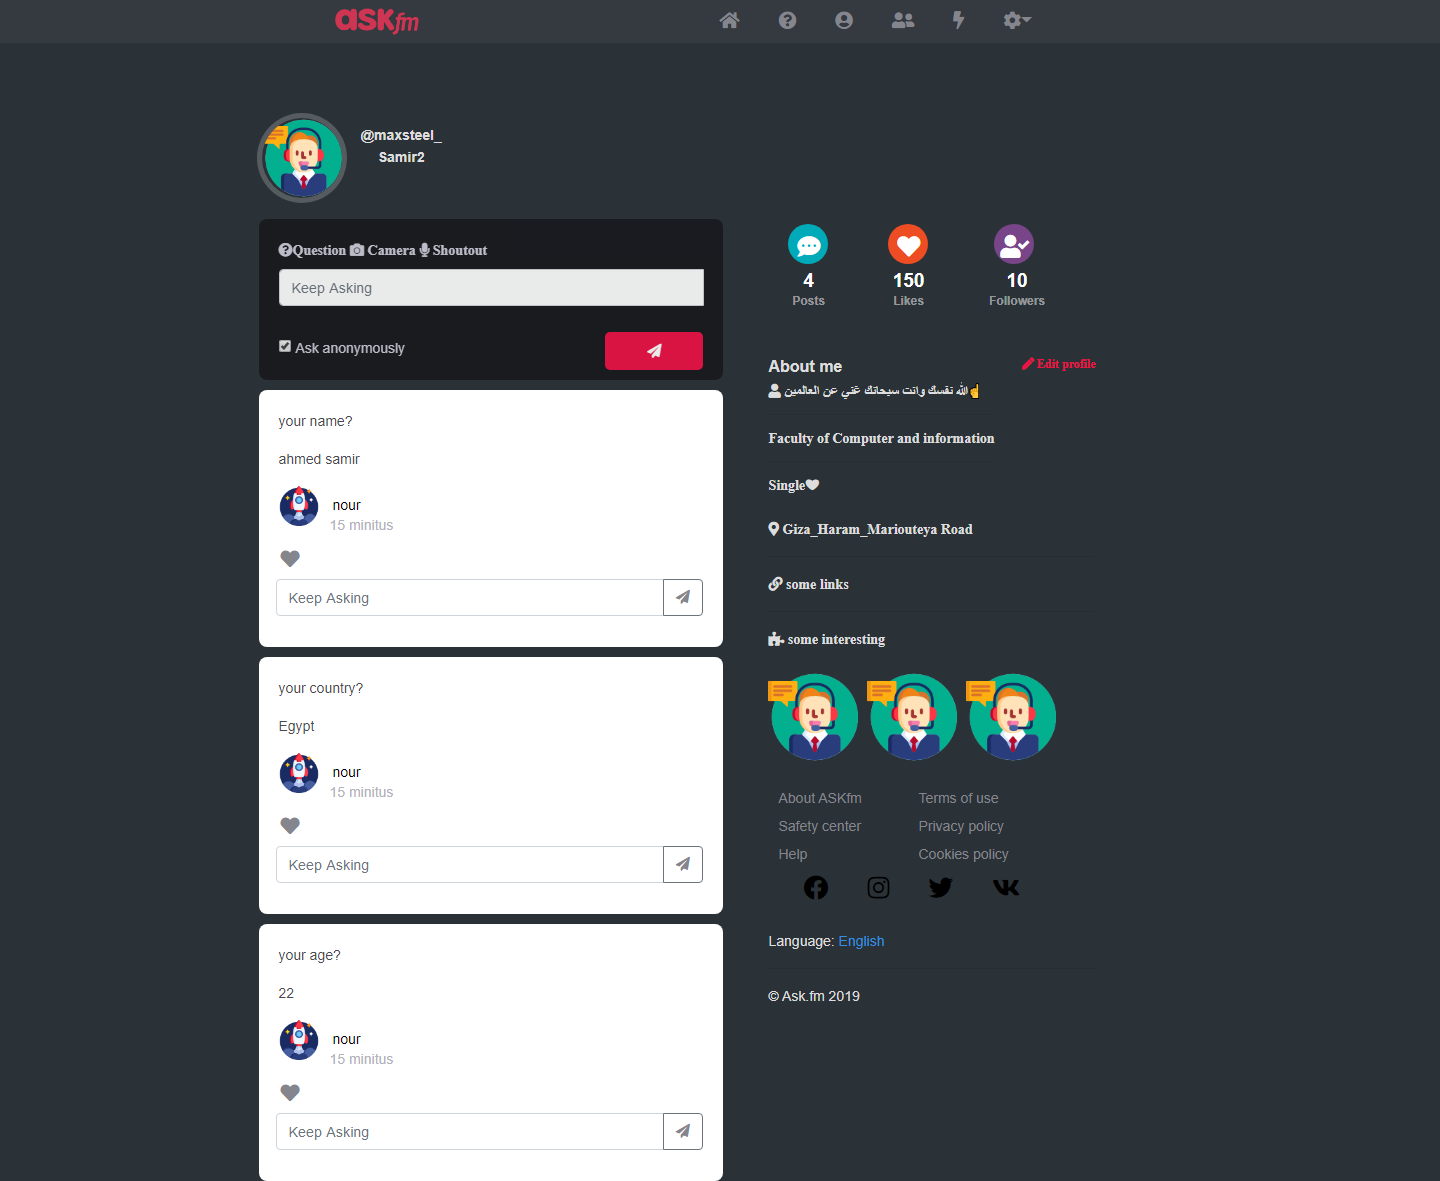 ASKfm
@maxsteel_
Samir2
Question Camera Shoutout
Keep Asking
Ask anonymously
your name?
ahmed samir
nour
15 minitus
Keep Asking
your country?
Egypt
nour
15 minitus
Keep Asking
your age?
22
nour
15 minitus
Keep Asking
4
Posts
150
Likes
10
Followers
About me
Edit profile
الله نفسك وانت سبحانك غني عن العالمين☝
Faculty of Computer and information
Single
Giza_Haram_Mariouteya Road
some links
some interesting
About ASKfm
Terms of use
Safety center
Privacy policy
Help
Cookies policy
Language: English
© Ask.fm 2019